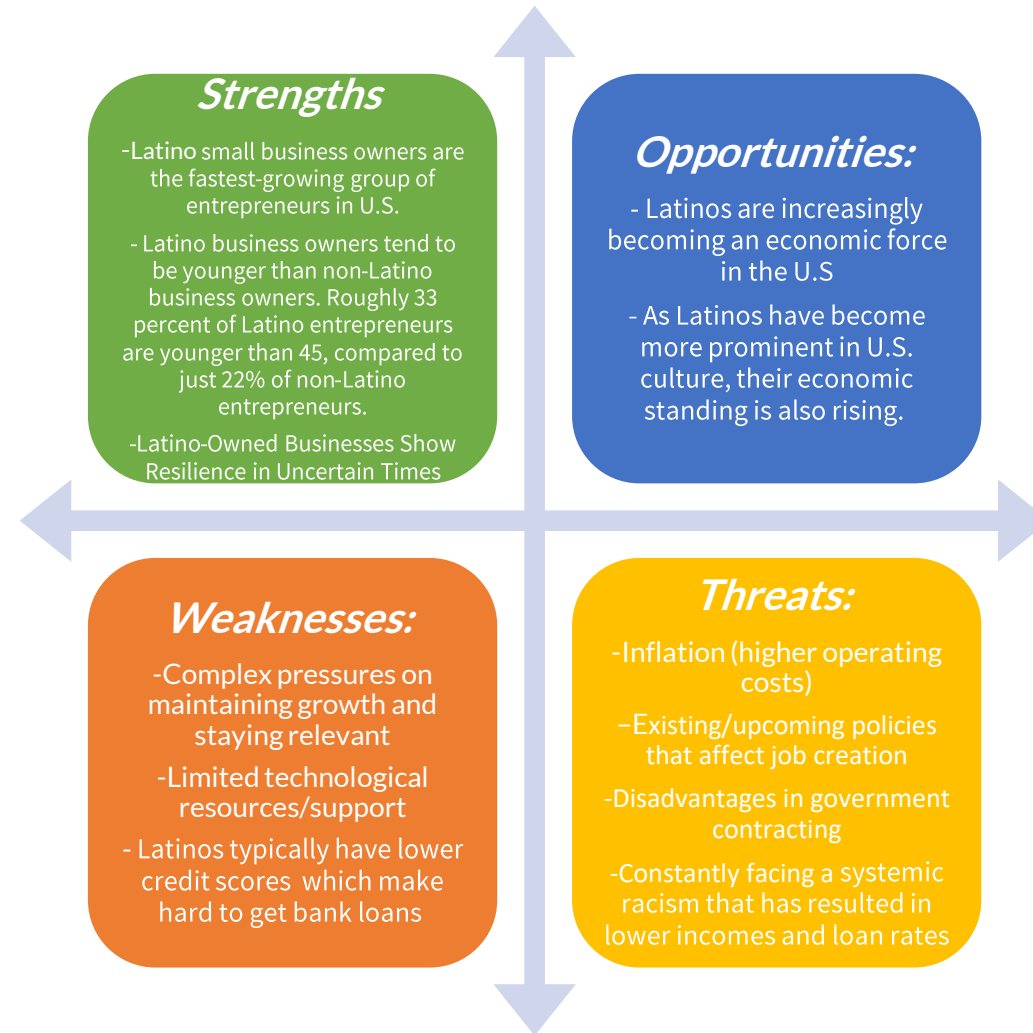 Strengths
-Latino small business owners are
the fastest-growing group of
entrepreneurs in U.S.
- Latino business owners tend to
be younger than non-Latino
business owners. Roughly 33
percent of Latino entrepreneurs
are younger than 45, compared to
just 22% of non-Latino
entrepreneurs.
-Latino-Owned Businesses Show
Resilience in Uncertain Times
Opportunities:
- Latinos are increasingly
becoming an economic force
in the U.S
- As Latinos have become
more prominent in U.S.
culture, their economic
standing is also rising.
Weaknesses:
-Complex pressures on
maintaining growth and
staying relevant
-Limited technological
resources/support
- Latinos typically have lower
credit scores  which make
hard to get bank loans
Threats:
-Inflation (higher operating
costs)
–Existing/upcoming policies
that affect job creation
-Disadvantages in government
contracting
-Constantly facing a systemic
racism that has resulted in
lower incomes and loan rates